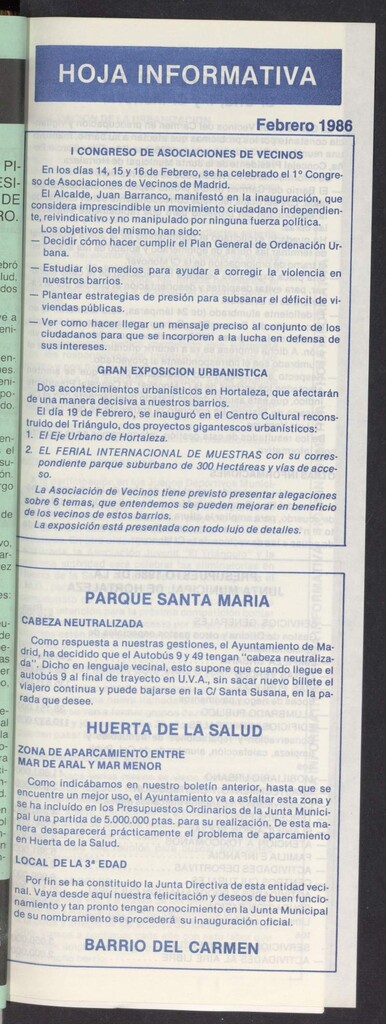 HOJA INFORMATIVA
Febrero 1986
I CONGRESO DE ASOCIACIONES DE VECINOS
En los días 14, 15 y 16 de Febrero, se ha celebrado el 1º Congre-
so de Asociaciones de Vecinos de Madrid.
El Alcalde, Juan Barranco, manifestó en la inauguración, que
considera imprescindible un movimiento ciudadano independien-
te, reivindicativo y no manipulado por ninguna fuerza política.
Los objetivos del mismo han sido:
— Decidir cómo hacer cumplir el Plan General de Ordenación Ur-
bana.
— Estudiar los medios para ayudar a corregir la violencia en
nuestros barrios.
— Plantear estrategias de presión para subsanar el déficit de vi-
viendas públicas.
— Ver como hacer llegar un mensaje preciso al conjunto de los
ciudadanos para que se incorporen a la lucha en defensa de
sus intereses.
GRAN EXPOSICION URBANISTICA
Dos acontecimientos urbanísticos en Hortaleza, que afectarán
de una manera decisiva a nuestros barrios.
El día 19 de Febrero, se inauguró en el Centro Cultural recons-
truido del Triángulo, dos proyectos gigantescos urbanísticos:
1. El Eje Urbano de Hortaleza.
2. EL FERIAL INTERNACIONAL DE MUESTRAS con su corres-
pondiente parque suburbano de 300 Hectáreas y vías de acce-
so.
La Asociación de Vecinos tiene previsto presentar alegaciones
sobre 6 temas, que entendemos se pueden mejorar en beneficio
de los vecinos de estos barrios.
La exposición está presentada con todo lujo de detalles.
PARQUE SANTA MARIA
CABEZA NEUTRALIZADA
Como respuesta a nuestras gestiones, el Ayuntamiento de Ma-
drid, ha decidido que el Autobús 9 y 49 tengan "cabeza neutraliza-
da". Dicho en lenguaje vecinal, esto supone que cuando llegue el
autobús 9 al final de trayecto en U.V.A., sin sacar nuevo billete el
viajero continua y puede bajarse en la C/ Santa Susana, en la pa-
rada que desee.
HUERTA DE LA SALUD
ZONA DE APARCAMIENTO ENTRE
MAR DE ARAL Y MAR MENOR
Como indicábamos en nuestro boletín anterior, hasta que se
encuentre un mejor uso, el Ayuntamiento va a asfaltar esta zona y
se ha incluido en los Presupuestos Ordinarios de la Junta Munici-
pal una partida de 5.000.000 ptas. para su realización. De esta ma-
nera desaparecerá prácticamente el problema de aparcamiento
en Huerta de la Salud.
LOCAL DE LA 3ª EDAD
Por fin se ha constituido la Junta Directiva de esta entidad veci-
nal. Vaya desde aquí nuestra felicitación y deseos de buen funcio-
namiento y tan pronto tengan conocimiento en la Junta Municipal
de su nombramiento se procederá su inauguración oficial.
BARRIO DEL CARMEN